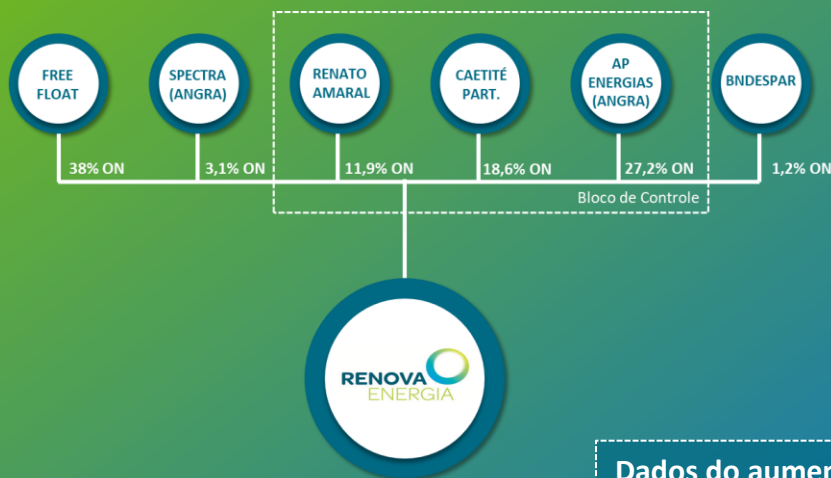 FREE
FLOAT
SPECTRA
(ANGRA)
RENATO
AMARAL
CAETITÉ
PART.
AP
ENERGIAS
(ANGRA)
BNDESPAR
38% ON
3,1% ON
11,9% ON
18,6% ON
27,2% ON
1,2% ON
Bloco de Controle
RENOVA
ENERGIA
Dados do